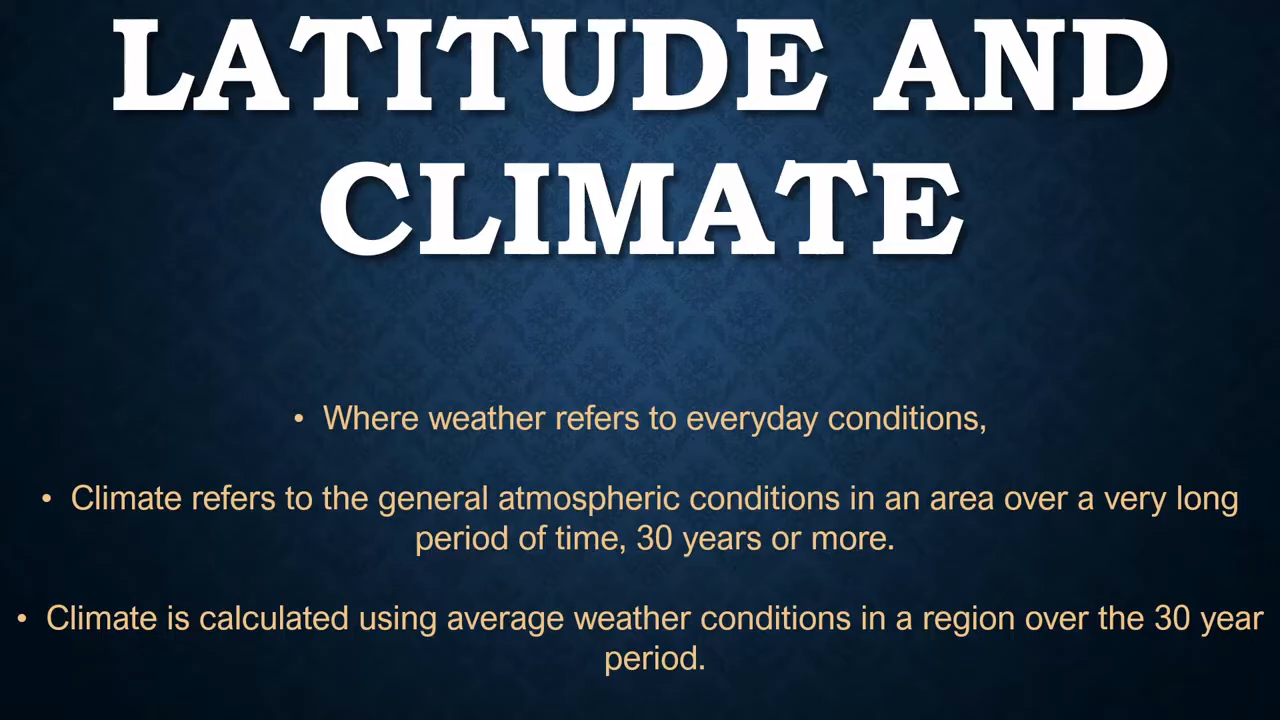 LATITUDE AND
CLIMATE
• Where weather refers to everyday conditions,
• Climate refers to the general atmospheric conditions in an area over a very long
period of time, 30 years or more.
• Climate is calculated using average weather conditions in a region over the 30 year
period.